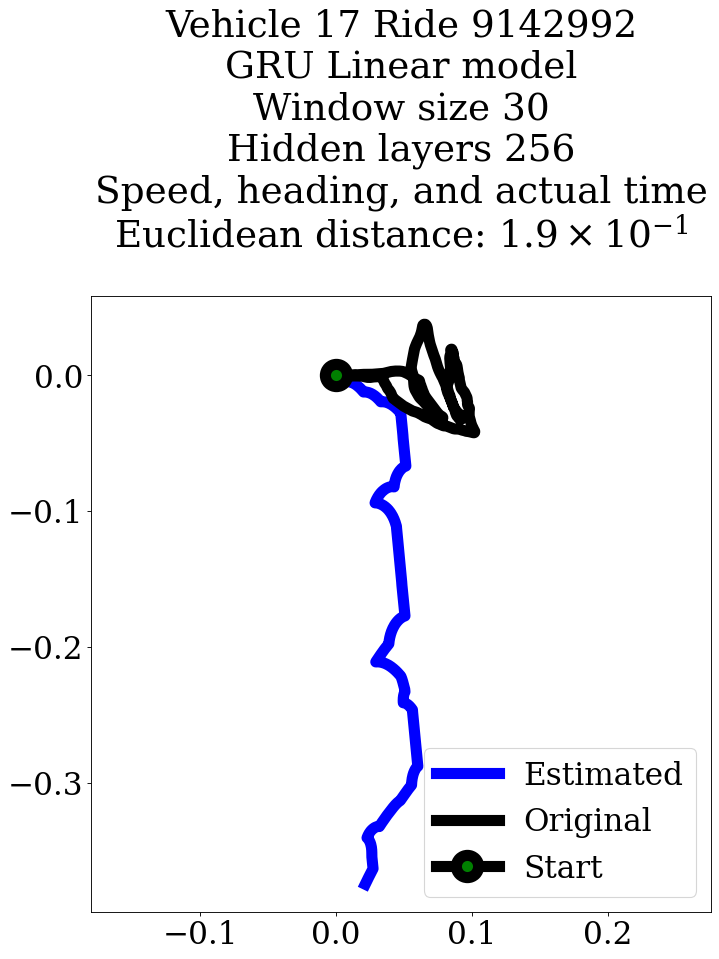 Vehicle 17 Ride 9142992
GRU Linear model
Window size 30
Hidden layers 256
Speed, heading, and actual time
Euclidean distance: 1.9 × 10⁻¹
0.0
−0.1
−0.2
−0.3
Estimated
Original
Start
−0.1 0.0 0.1 0.2